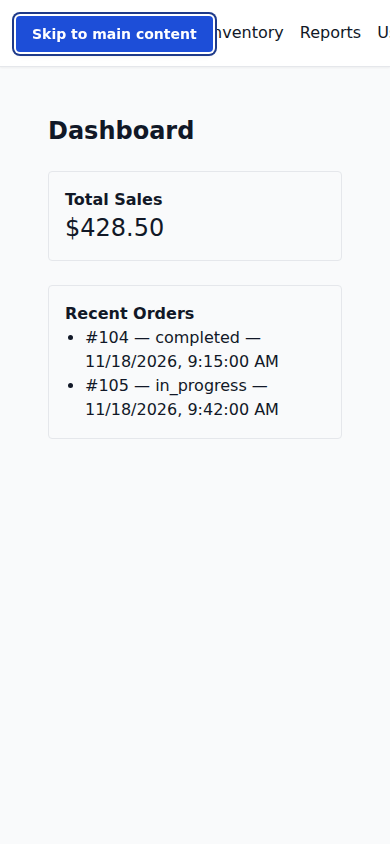 Skip to main content
nventory Reports U
Dashboard
Total Sales
$428.50
Recent Orders
#104 — completed —
11/18/2026, 9:15:00 AM
#105 — in_progress —
11/18/2026, 9:42:00 AM